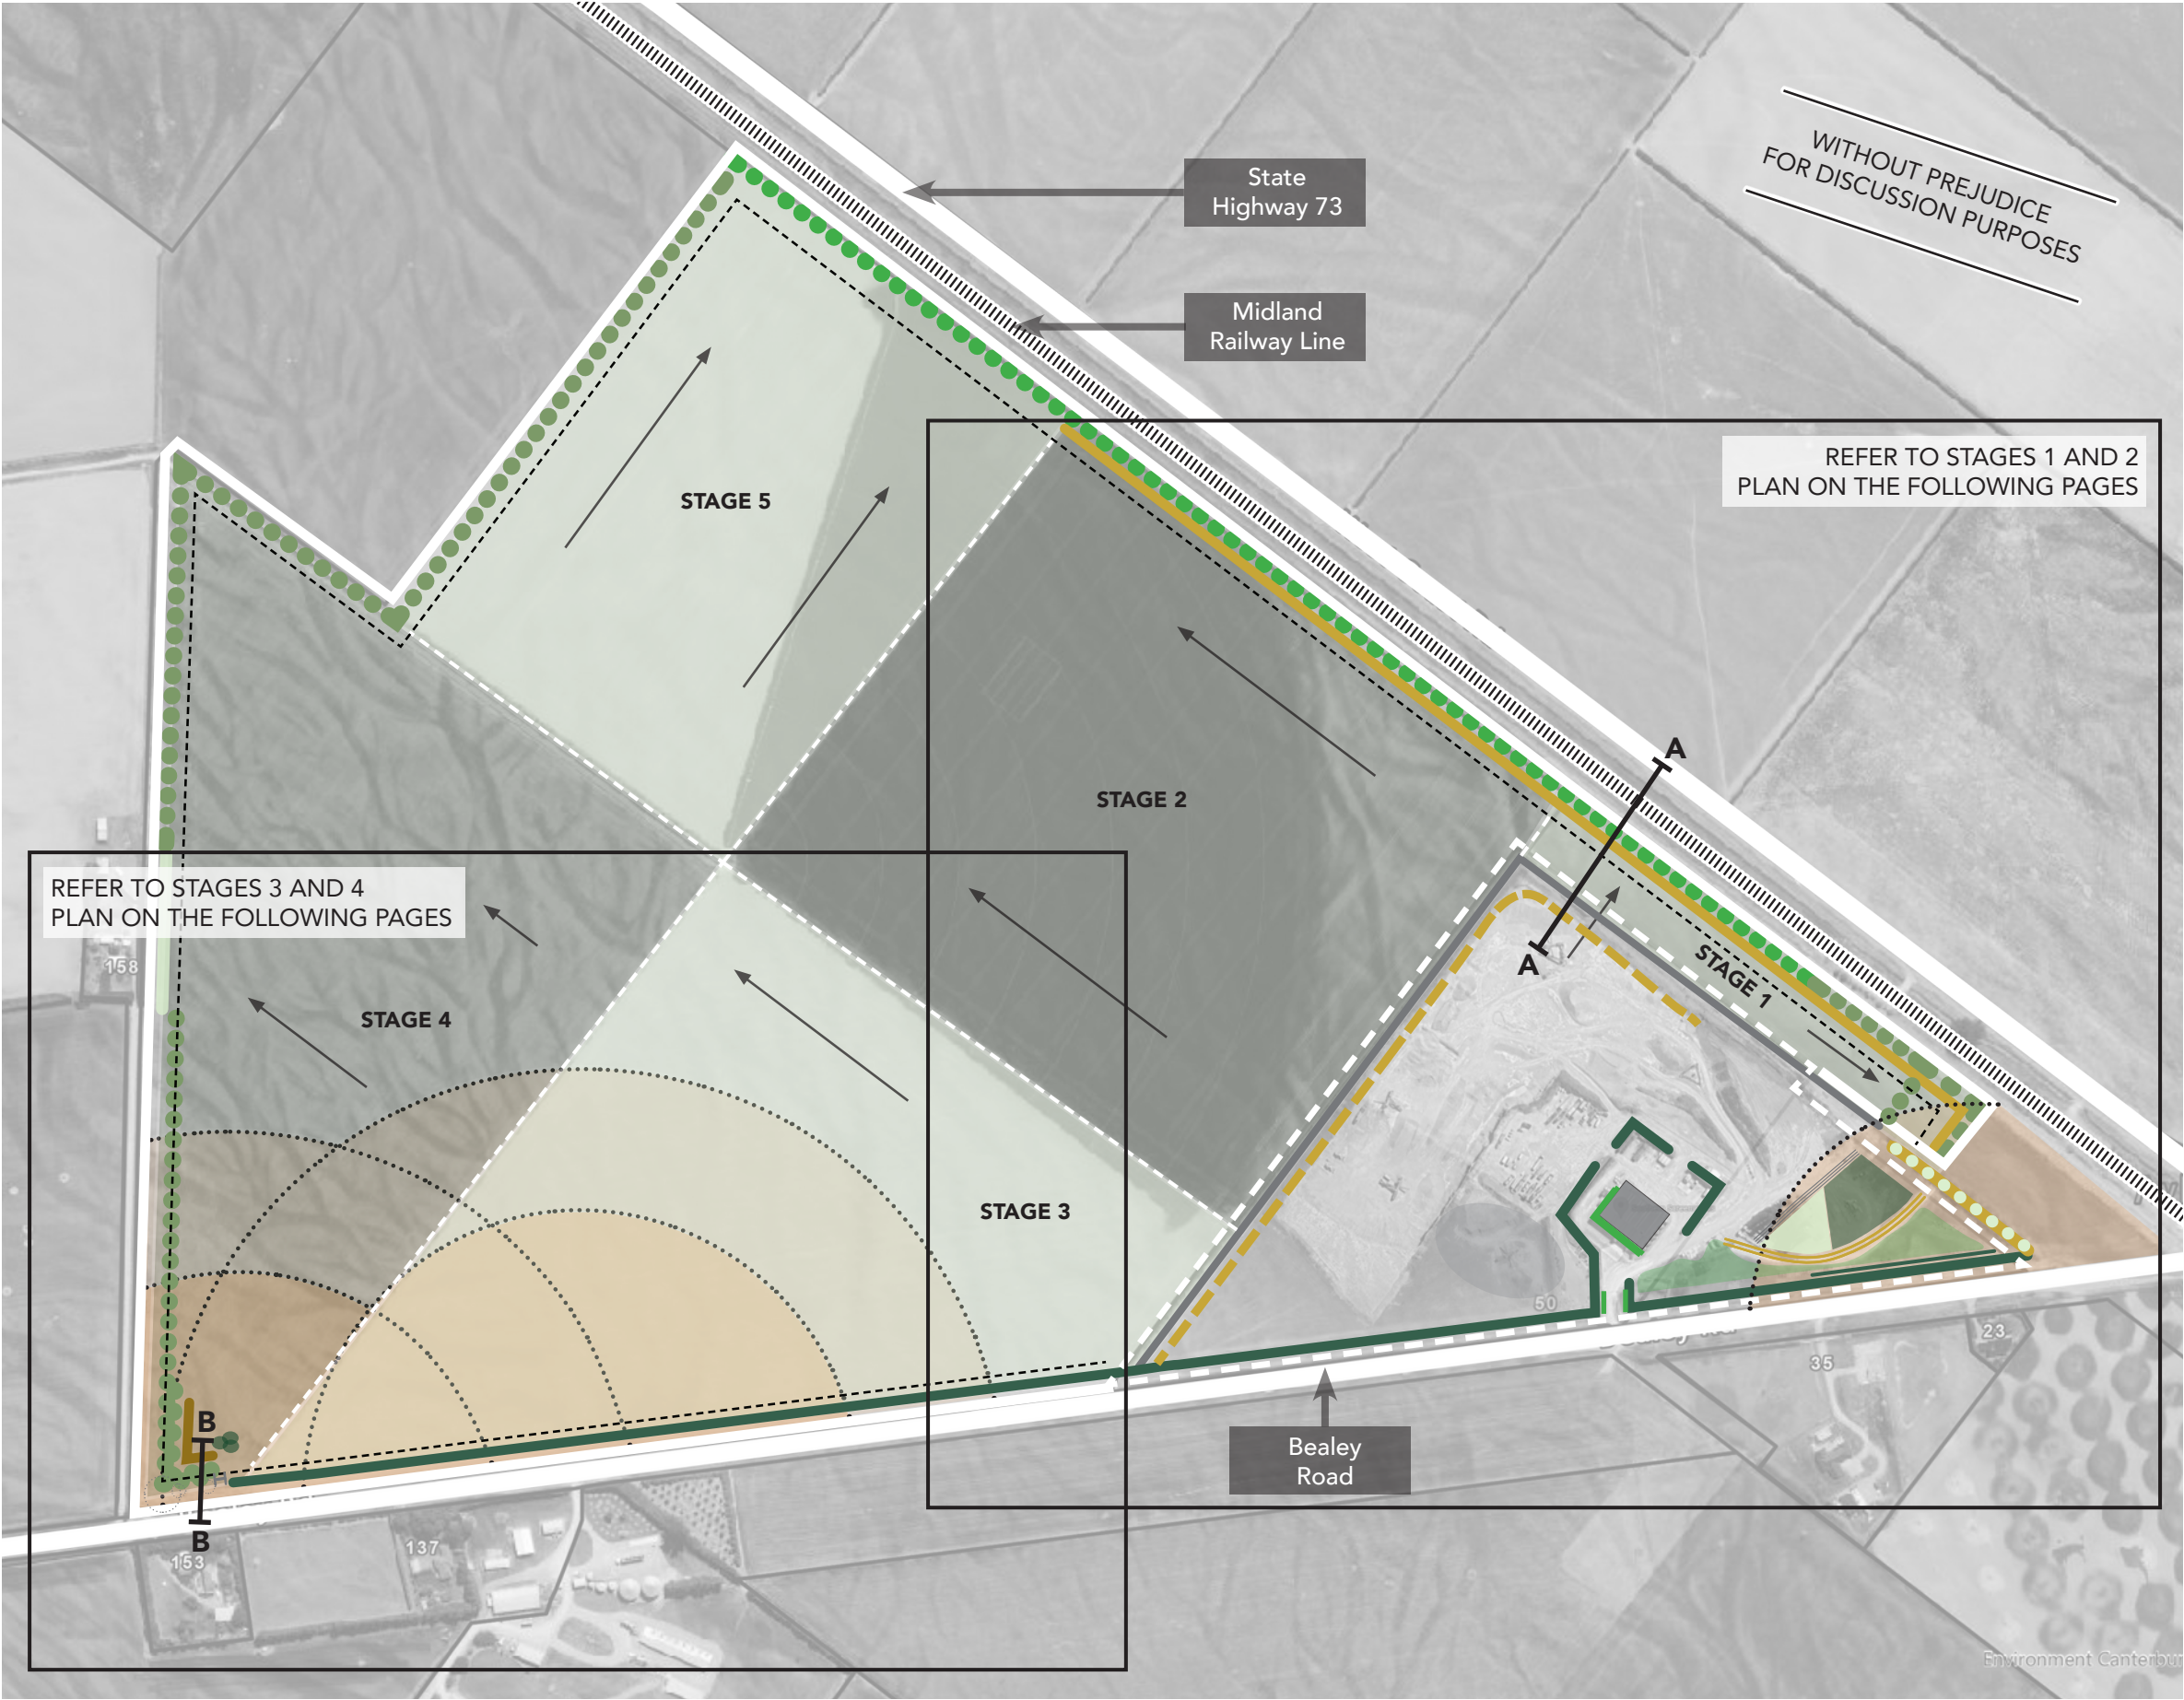 WITHOUT PREJUDICE
FOR DISCUSSION PURPOSES
State
Highway 73
Midland
Railway Line
REFER TO STAGES 1 AND 2
PLAN ON THE FOLLOWING PAGES
STAGE 5
A
STAGE 2
REFER TO STAGES 3 AND 4
PLAN ON THE FOLLOWING PAGES
158
A
STAGE 1
STAGE 4
STAGE 3
50
23
35
B
Bealey
Road
B
153
137
Environment Canterbur